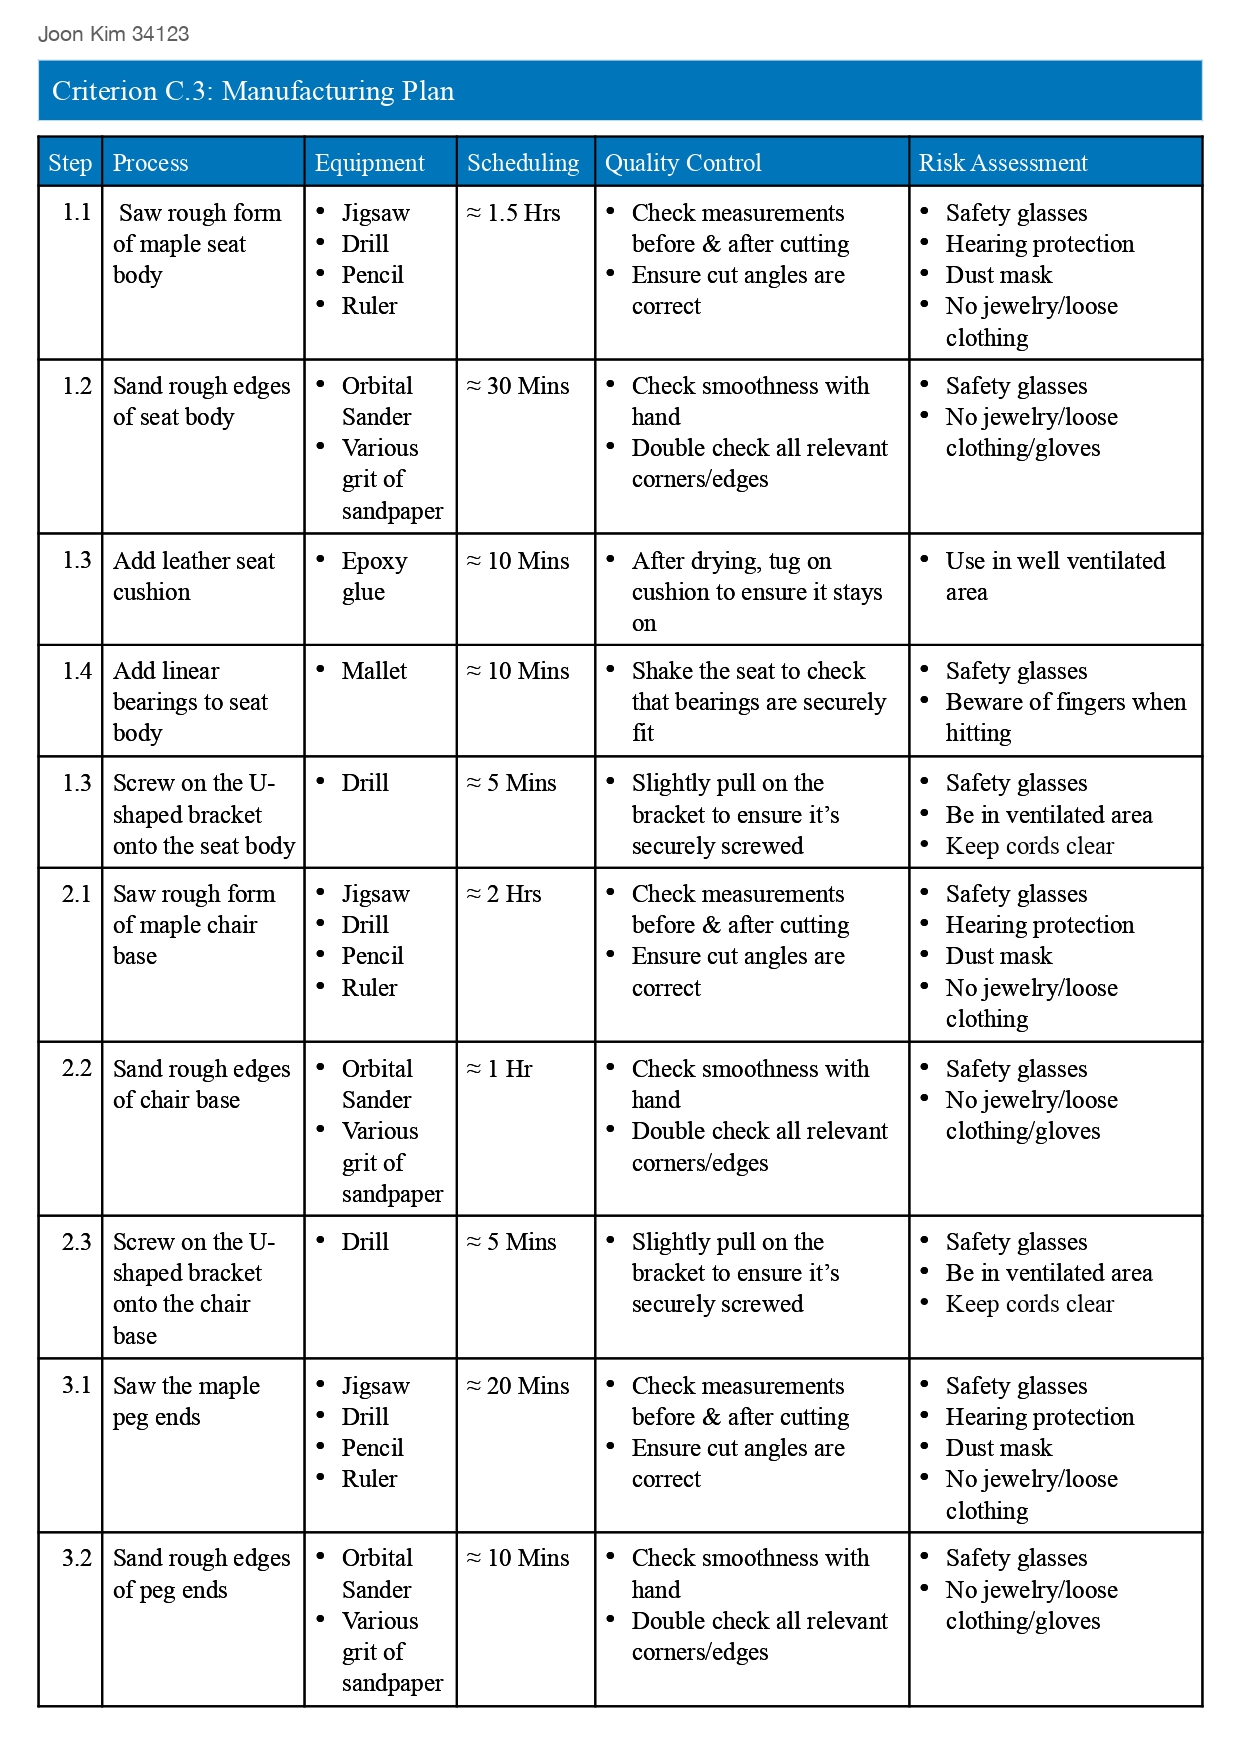 Joon Kim 34123
Criterion C.3: Manufacturing Plan
Step Process Equipment Scheduling Quality Control Risk Assessment
1.1
Saw rough form
of maple seat
body
• Jigsaw
• Drill
• Pencil
• Ruler
≈ 1.5 Hrs
• Check measurements
before & after cutting
• Ensure cut angles are
correct
• Safety glasses
• Hearing protection
• Dust mask
• No jewelry/loose
clothing
1.2
Sand rough edges
of seat body
• Orbital
Sander
• Various
grit of
sandpaper
≈ 30 Mins
• Check smoothness with
hand
• Double check all relevant
corners/edges
• Safety glasses
• No jewelry/loose
clothing/gloves
1.3
Add leather seat
cushion
• Epoxy
glue
≈ 10 Mins
• After drying, tug on
cushion to ensure it stays
on
• Use in well ventilated
area
1.4
Add linear
bearings to seat
body
• Mallet
≈ 10 Mins
• Shake the seat to check
that bearings are securely
fit
• Safety glasses
• Beware of fingers when
hitting
1.3
Screw on the U-
shaped bracket
onto the seat body
• Drill
≈ 5 Mins
• Slightly pull on the
bracket to ensure it’s
securely screwed
• Safety glasses
• Be in ventilated area
• Keep cords clear
2.1
Saw rough form
of maple chair
base
• Jigsaw
• Drill
• Pencil
• Ruler
≈ 2 Hrs
• Check measurements
before & after cutting
• Ensure cut angles are
correct
• Safety glasses
• Hearing protection
• Dust mask
• No jewelry/loose
clothing
2.2
Sand rough edges
of chair base
• Orbital
Sander
• Various
grit of
sandpaper
≈ 1 Hr
• Check smoothness with
hand
• Double check all relevant
corners/edges
• Safety glasses
• No jewelry/loose
clothing/gloves
2.3
Screw on the U-
shaped bracket
onto the chair
base
• Drill
≈ 5 Mins
• Slightly pull on the
bracket to ensure it’s
securely screwed
• Safety glasses
• Be in ventilated area
• Keep cords clear
3.1
Saw the maple
peg ends
• Jigsaw
• Drill
• Pencil
• Ruler
≈ 20 Mins
• Check measurements
before & after cutting
• Ensure cut angles are
correct
• Safety glasses
• Hearing protection
• Dust mask
• No jewelry/loose
clothing
3.2
Sand rough edges
of peg ends
• Orbital
Sander
• Various
grit of
sandpaper
≈ 10 Mins
• Check smoothness with
hand
• Double check all relevant
corners/edges
• Safety glasses
• No jewelry/loose
clothing/gloves